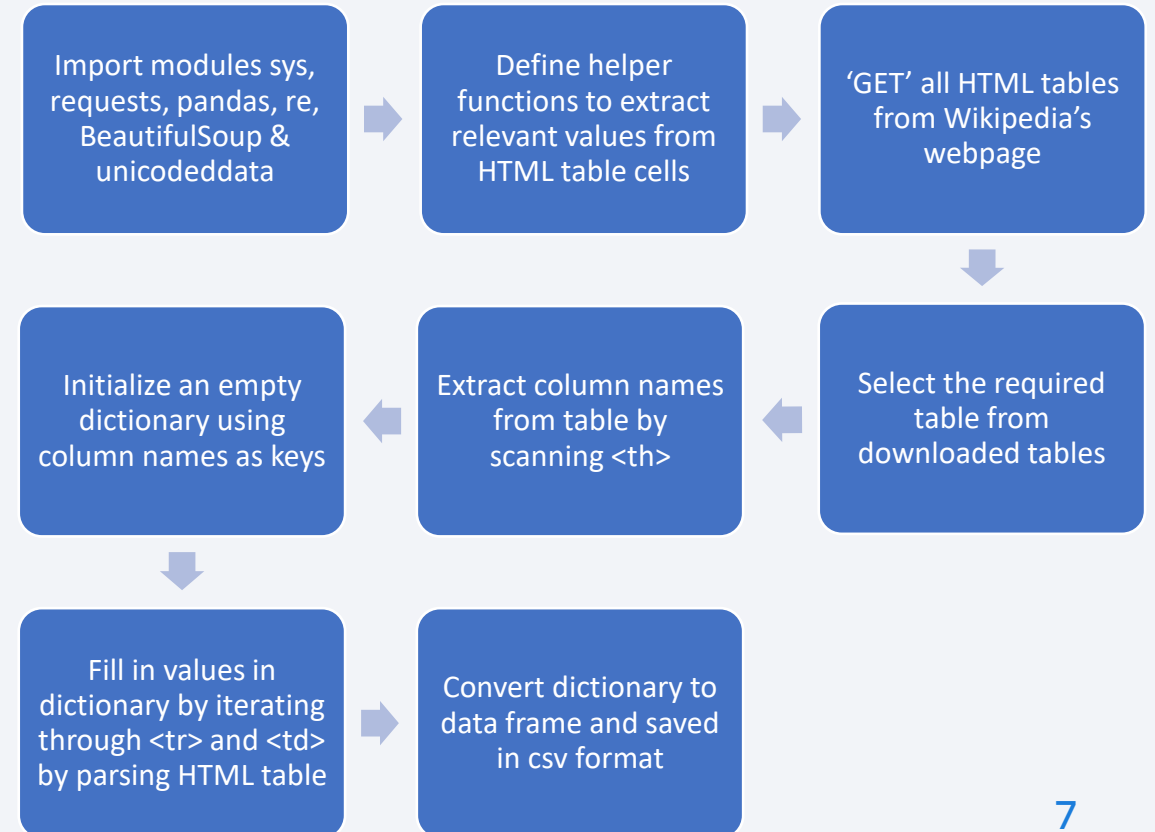 Import modules sys,
requests, pandas, re,
BeautifulSoup &
unicodeddata
Define helper
functions to extract
relevant values from
HTML table cells
‘GET’ all HTML tables
from Wikipedia’s
webpage
Select the required
table from
downloaded tables
Extract column names
from table by
scanning <th>
Initialize an empty
dictionary using
column names as keys
Fill in values in
dictionary by iterating
through <tr> and <td>
by parsing HTML table
Convert dictionary to
data frame and saved
in csv format
7